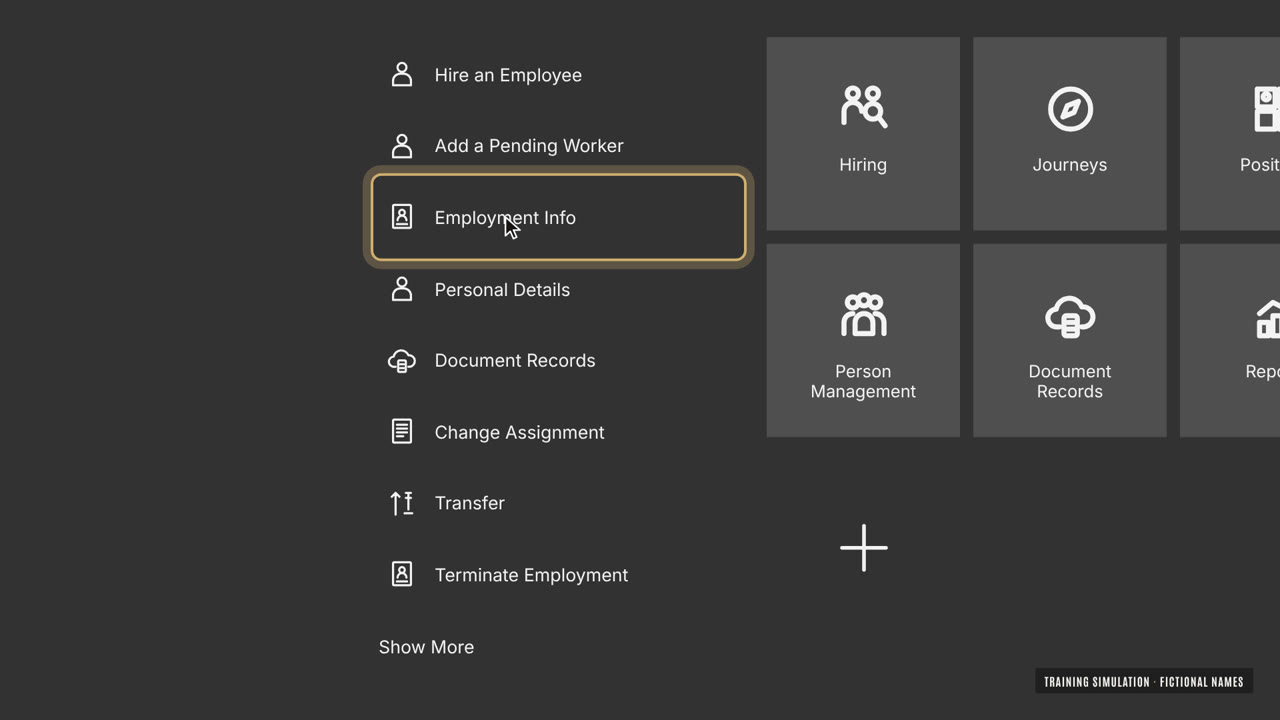 Hire an Employee
Add a Pending Worker
Employment Info
Personal Details
Document Records
Change Assignment
Transfer
Terminate Employment
Show More
Hiring
Journeys
Person
Management
Document
Records
TRAINING SIMULATION · FICTIONAL NAMES